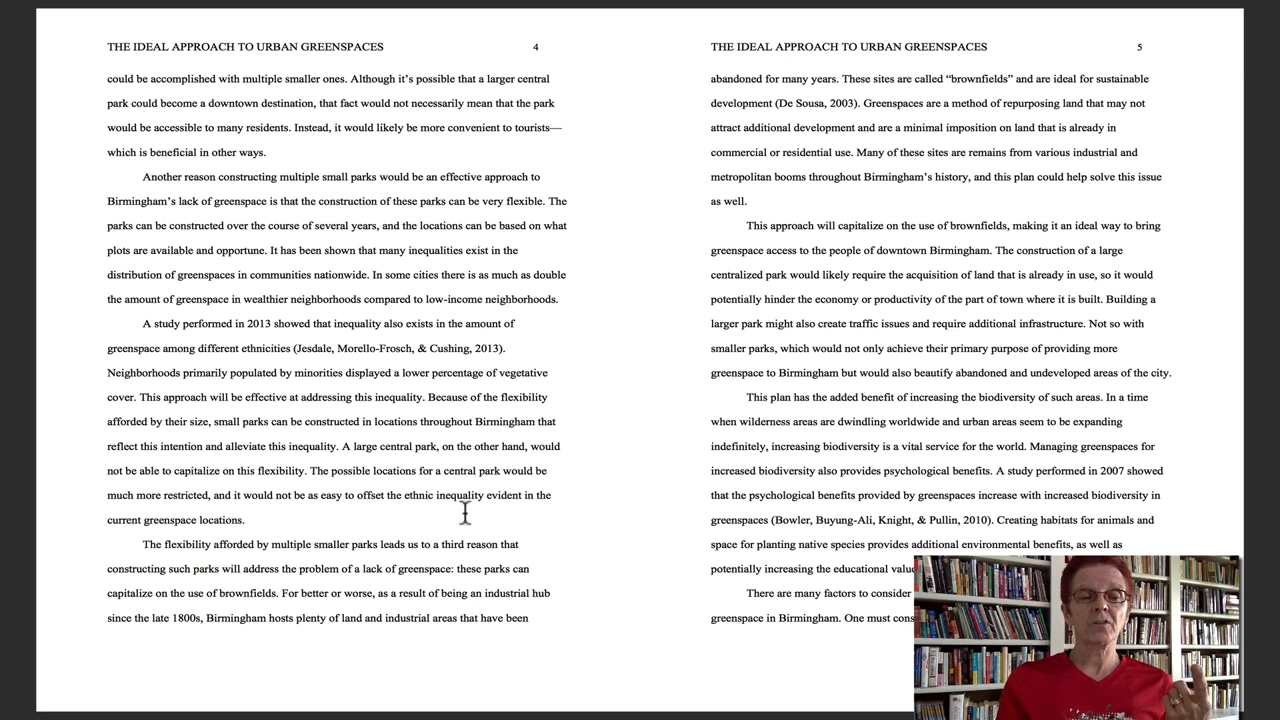 THE IDEAL APPROACH TO URBAN GREENSPACES 4
could be accomplished with multiple smaller ones. Although it's possible that a larger central
park could become a downtown destination, that fact would not necessarily mean that the park
would be accessible to many residents. Instead, it would likely be more convenient to tourists—
which is beneficial in other ways.
Another reason constructing multiple small parks would be an effective approach to
Birmingham's lack of greenspace is that the construction of these parks can be very flexible. The
parks can be constructed over the course of several years, and the locations can be based on what
plots are available and opportune. It has been shown that many inequalities exist in the
distribution of greenspaces in communities nationwide. In some cities there is as much as double
the amount of greenspace in wealthier neighborhoods compared to low-income neighborhoods.
A study performed in 2013 showed that inequality also exists in the amount of
greenspace among different ethnicities (Jesdale, Morello-Frosch, & Cushing, 2013).
Neighborhoods primarily populated by minorities displayed a lower percentage of vegetative
cover. This approach will be effective at addressing this inequality. Because of the flexibility
afforded by their size, small parks can be constructed in locations throughout Birmingham that
reflect this intention and alleviate this inequality. A large central park, on the other hand, would
not be able to capitalize on this flexibility. The possible locations for a central park would be
much more restricted, and it would not be as easy to offset the ethnic inequality evident in the
current greenspace locations.
The flexibility afforded by multiple smaller parks leads us to a third reason that
constructing such parks will address the problem of a lack of greenspace: these parks can
capitalize on the use of brownfields. For better or worse, as a result of being an industrial hub
since the late 1800s, Birmingham hosts plenty of land and industrial areas that have been
THE IDEAL APPROACH TO URBAN GREENSPACES 5
abandoned for many years. These sites are called “brownfields” and are ideal for sustainable
development (De Sousa, 2003). Greenspaces are a method of repurposing land that may not
attract additional development and are a minimal imposition on land that is already in
commercial or residential use. Many of these sites are remains from various industrial and
metropolitan booms throughout Birmingham's history, and this plan could help solve this issue
as well.
This approach will capitalize on the use of brownfields, making it an ideal way to bring
greenspace access to the people of downtown Birmingham. The construction of a large
centralized park would likely require the acquisition of land that is already in use, so it would
potentially hinder the economy or productivity of the part of town where it is built. Building a
larger park might also create traffic issues and require additional infrastructure. Not so with
smaller parks, which would not only achieve their primary purpose of providing more
greenspace to Birmingham but would also beautify abandoned and undeveloped areas of the city.
This plan has the added benefit of increasing the biodiversity of such areas. In a time
when wilderness areas are dwindling worldwide and urban areas seem to be expanding
indefinitely, increasing biodiversity is a vital service for the world. Managing greenspaces for
increased biodiversity also provides psychological benefits. A study performed in 2007 showed
that the psychological benefits provided by greenspaces increase with increased biodiversity in
greenspaces (Bowler, Buyung-Ali, Knight, & Pullin, 2010). Creating habitats for animals and
space for planting native species provides additional environmental benefits, as well as
potentially increasing the educational
There are many factors to consider
greenspace in Birmingham. One must